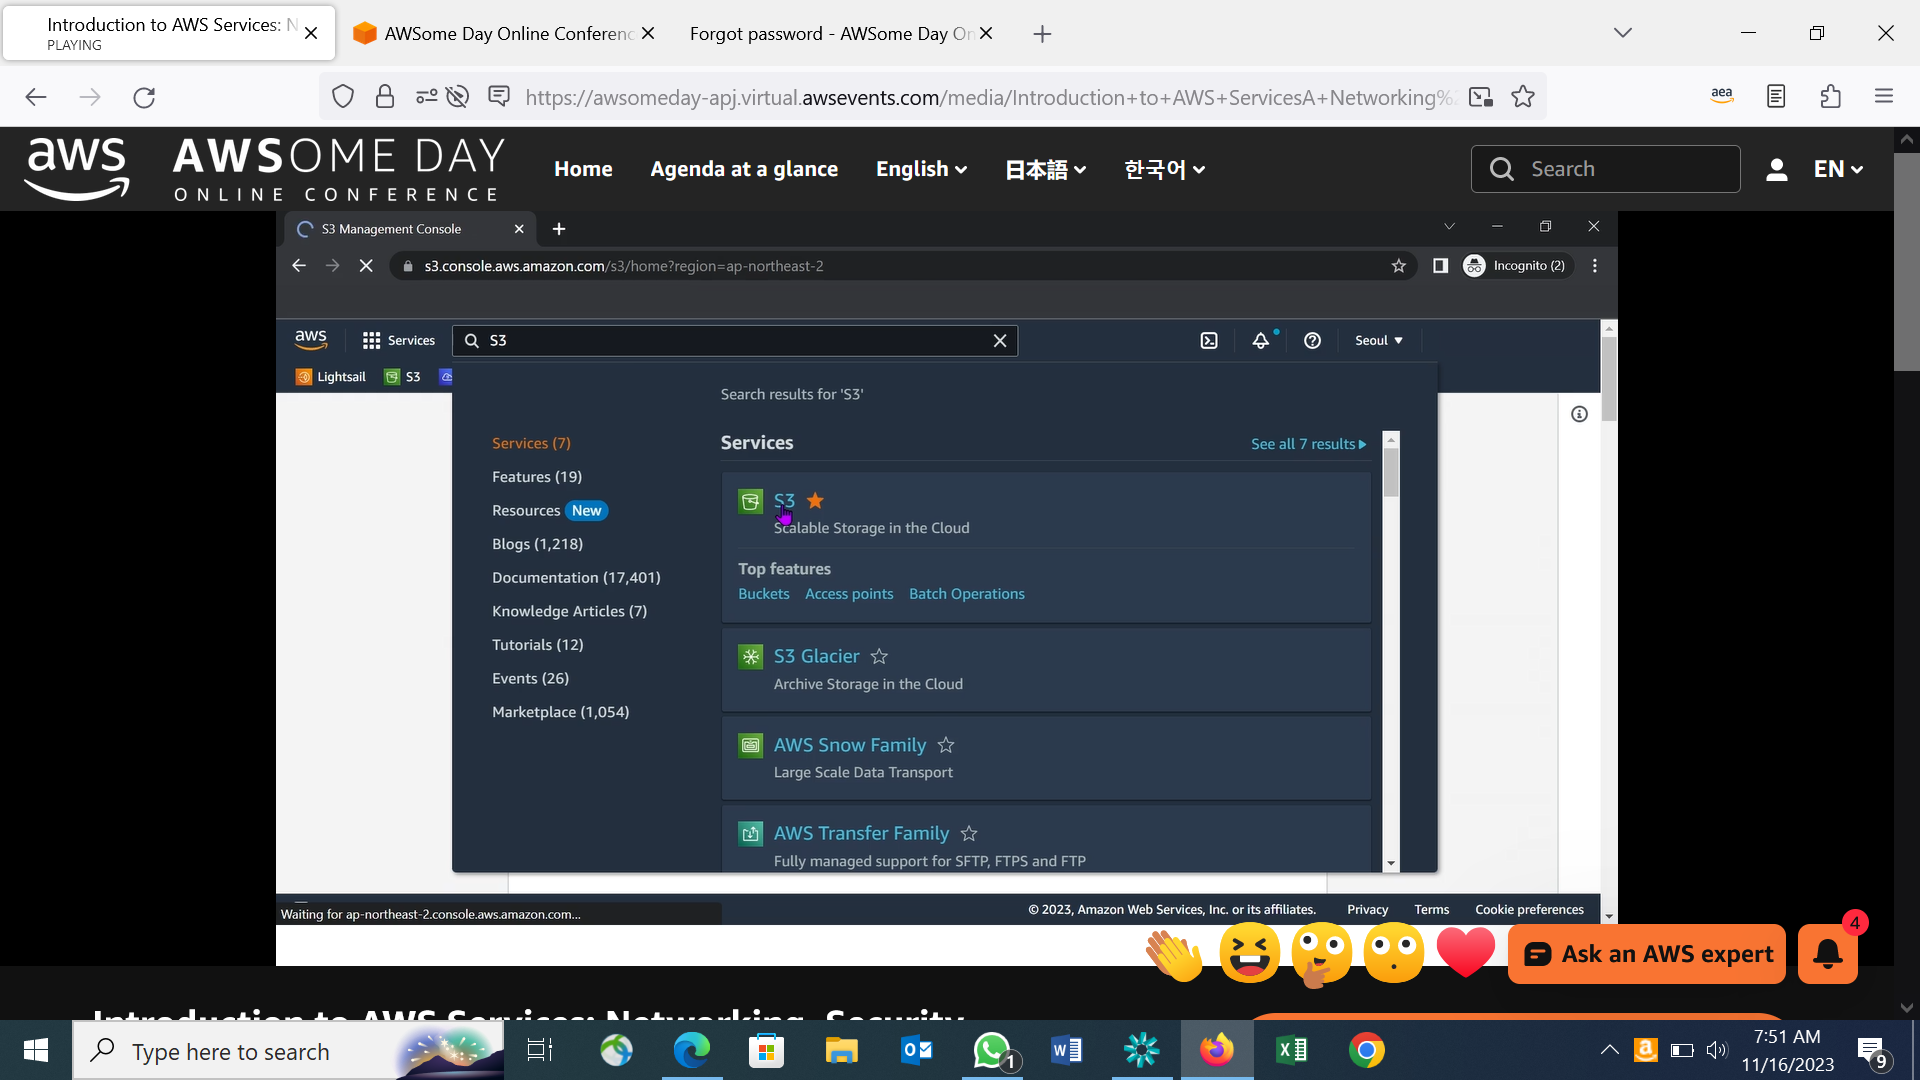 Introduction to AWS Services: N
PLAYING
AWSome Day Online Conferenc
Forgot password - AWSome Day On
https://awsomeday-apj.virtual.awsevents.com/media/Introduction+to+AWS+ServicesA+Networking%2
aea
aws
AWSOME DAY
ONLINE CONFERENCE
Home
Agenda at a glance
English
日本語
한국어
Search
EN
S3 Management Console
s3.console.aws.amazon.com/s3/home?region=ap-northeast-2
Incognito (2)
aws
Services
S3
Seoul
Lightsail
S3
Search results for 'S3'
Services (7)
Features (19)
Resources New
Blogs (1,218)
Documentation (17,401)
Knowledge Articles (7)
Tutorials (12)
Events (26)
Marketplace (1,054)
Services
See all 7 results
S3
Scalable Storage in the Cloud
Top features
Buckets Access points Batch Operations
S3 Glacier
Archive Storage in the Cloud
AWS Snow Family
Large Scale Data Transport
AWS Transfer Family
Fully managed support for SFTP, FTPS and FTP
Waiting for ap-northeast-2.console.aws.amazon.com...
© 2023, Amazon Web Services, Inc. or its affiliates.
Privacy
Terms
Cookie preferences
Ask an AWS expert
4
Introduction to AWS Services: Networking, Security
Type here to search
1
7:51 AM
11/16/2023
9